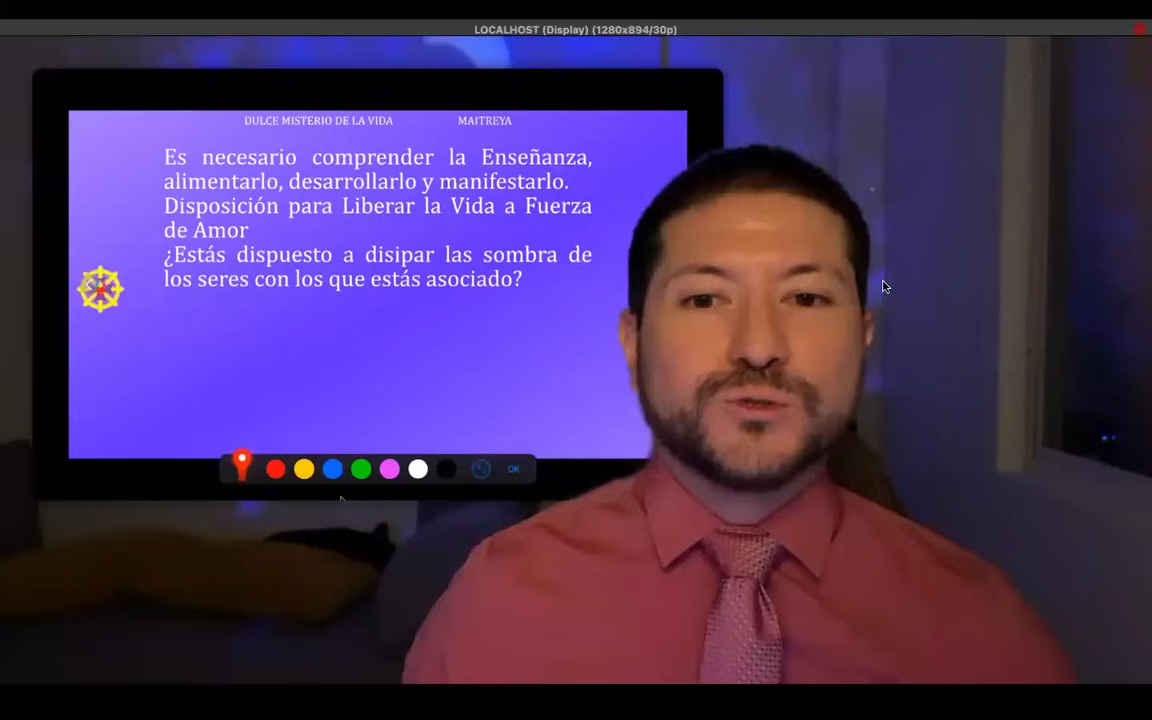 LOCALHOST (Display) (1280x894/30p)
DULCE MISTERIO DE LA VIDA MAITREYA
Es necesario comprender la Enseñanza,
alimentarlo, desarrollarlo y manifestarlo.
Disposición para Liberar la Vida a Fuerza
de Amor
¿Estás dispuesto a disipar las sombra de
los seres con los que estás asociado?
OK